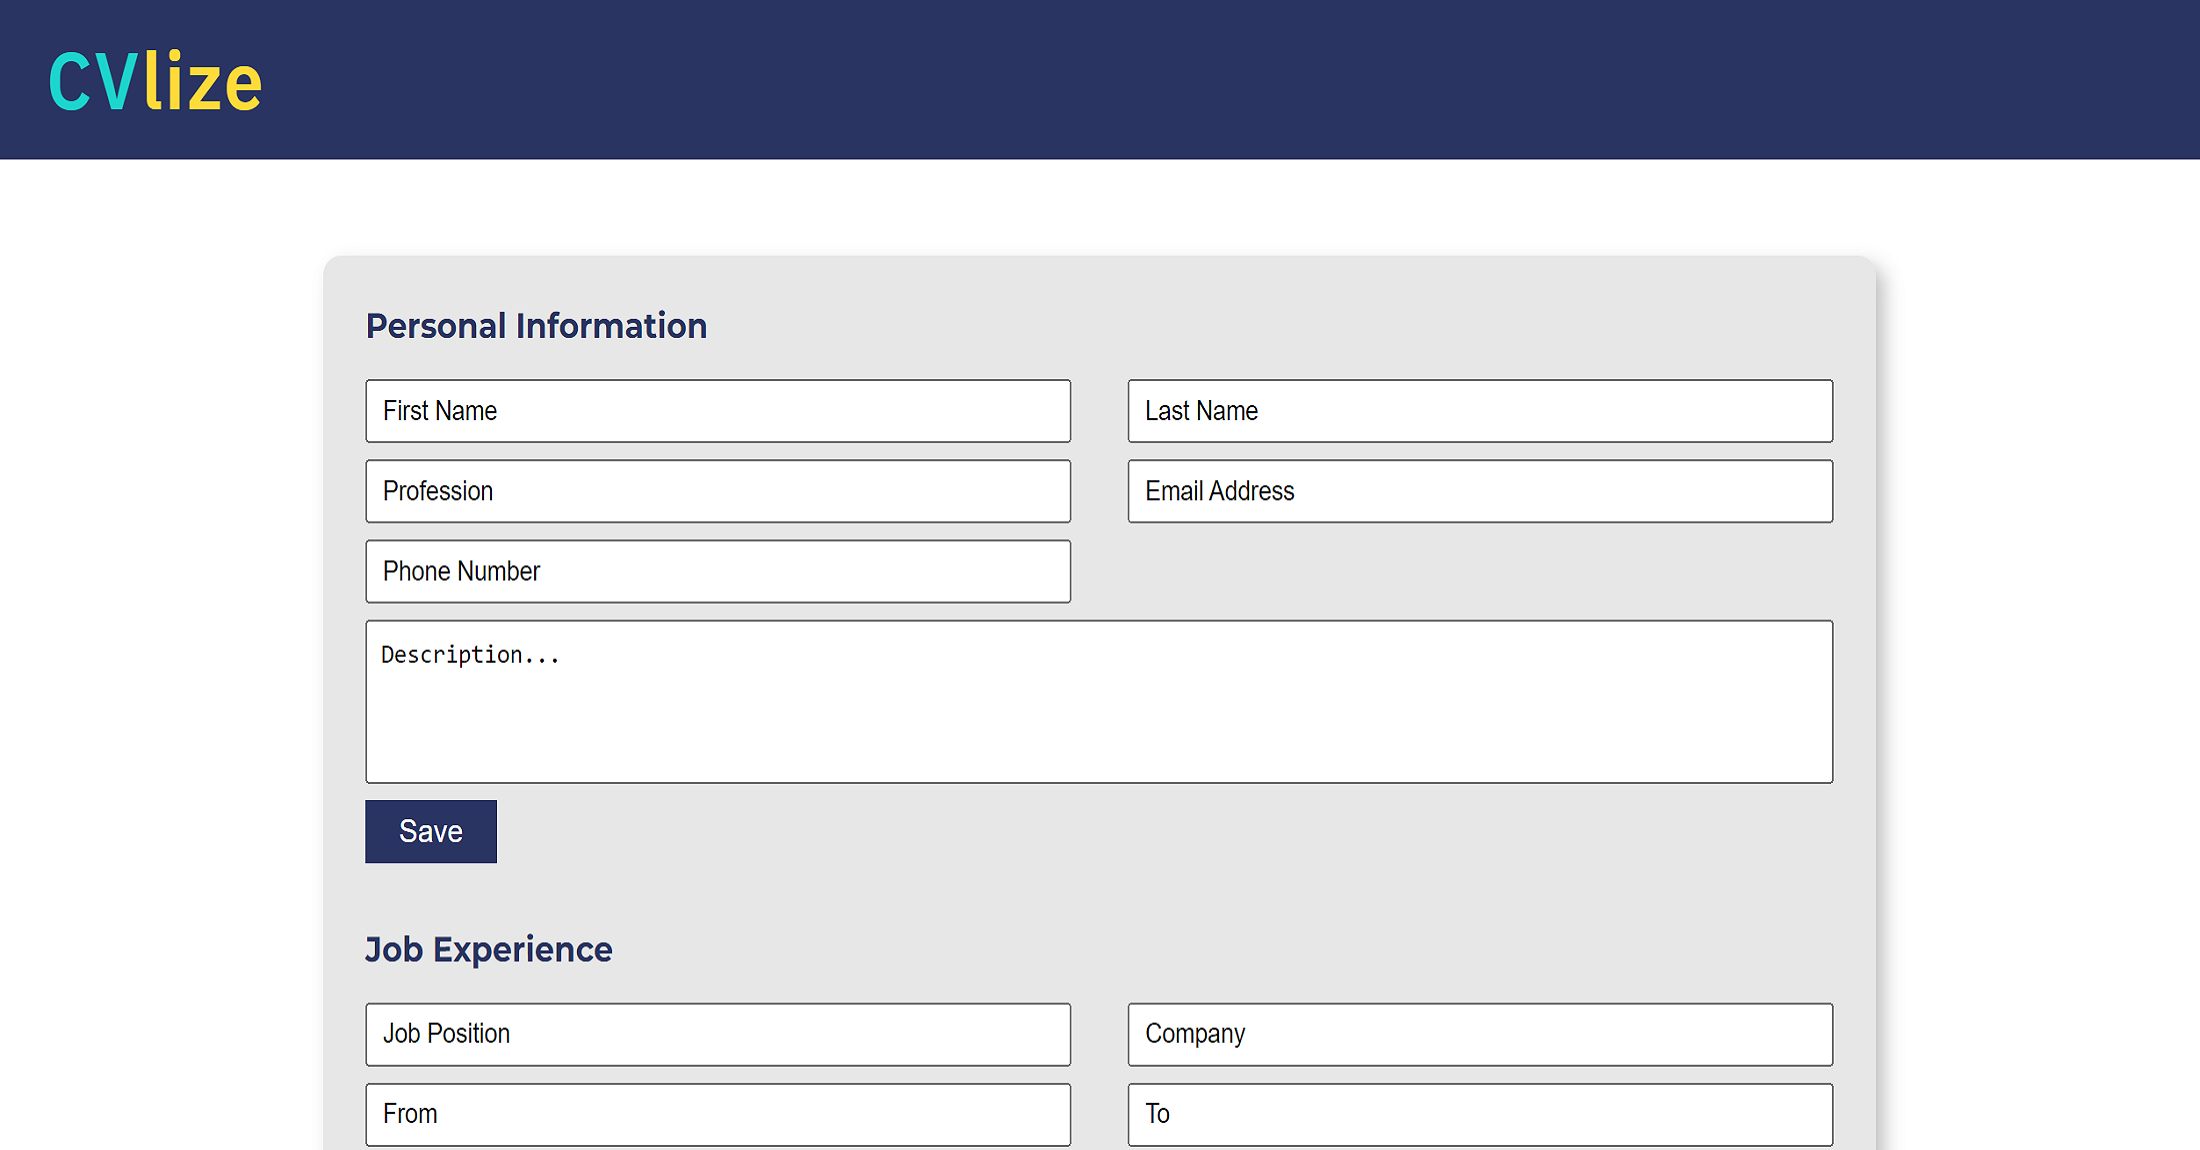 CVlize
Personal Information
First Name
Last Name
Profession
Email Address
Phone Number
Description...
Save
Job Experience
Job Position
Company
From
To